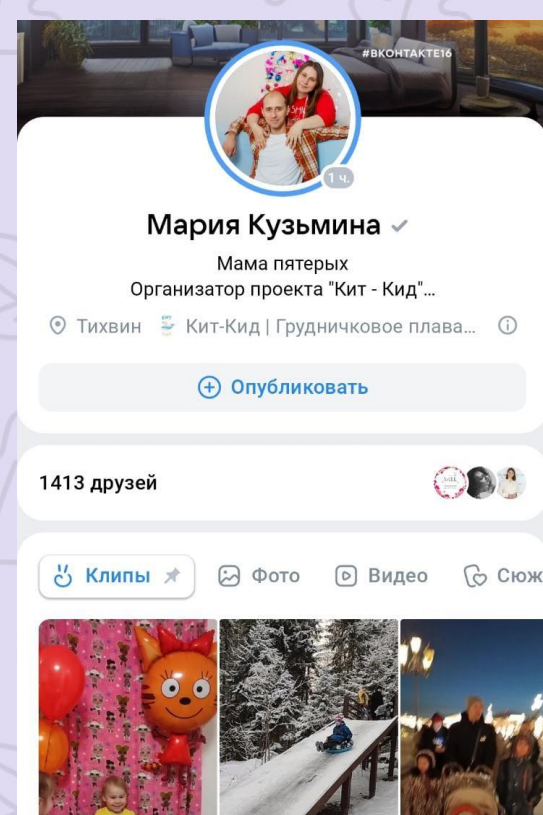 #ВКОНТАКТЕ16
1 ч.
Мария Кузьмина
Мама пятерых
Организатор проекта "Кит - Кид"...
Тихвин Кит-Кид | Грудничковое плава...
Опубликовать
1413 друзей
Клипы Фото Видео Сюж